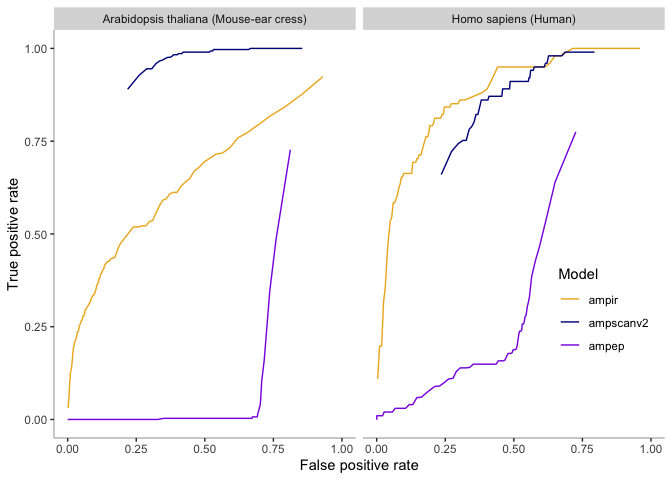 Arabidopsis thaliana (Mouse-ear cress)
Homo sapiens (Human)
True positive rate
1.00
0.75
0.50
0.25
0.00
Model
ampir
ampscanv2
ampep
0.00 0.25 0.50 0.75 1.00
0.00 0.25 0.50 0.75 1.00
False positive rate